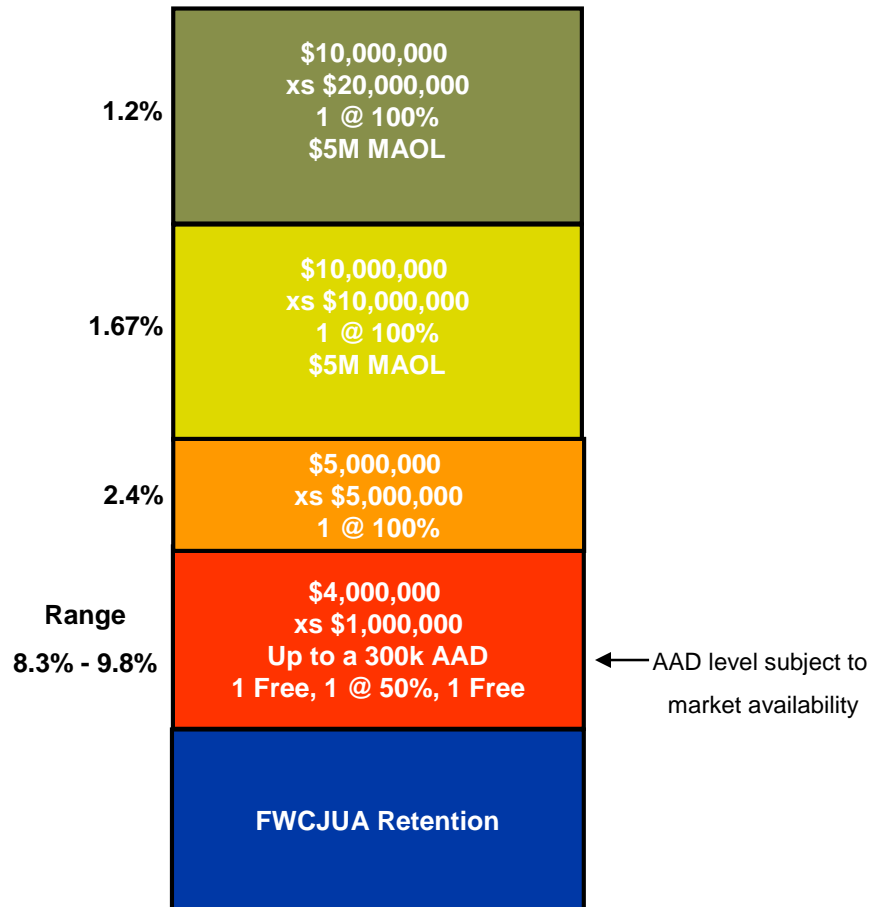 $10,000,000
xs $20,000,000
1 @ 100%
$5M MAOL
1.2%
$10,000,000
xs $10,000,000
1 @ 100%
$5M MAOL
1.67%
$5,000,000
xs $5,000,000
1 @ 100%
2.4%
$4,000,000
xs $1,000,000
Up to a 300k AAD
1 Free, 1 @ 50%, 1 Free
Range
8.3% - 9.8%
AAD level subject to
market availability
FWCJUA Retention